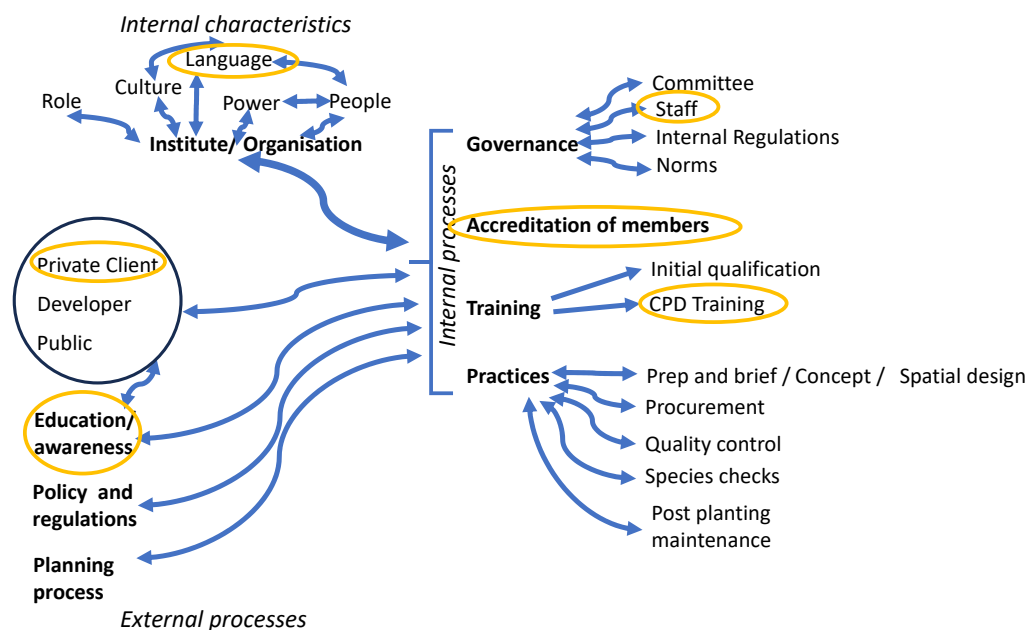 Internal characteristics
Language
Culture
Role
Power
People
Institute/ Organisation
Private Client
Developer
Public
Education/
awareness
Policy and
regulations
Planning
process
External processes
Internal processes
Governance
Committee
Staff
Internal Regulations
Norms
Accreditation of members
Training
Initial qualification
CPD Training
Practices
Prep and brief / Concept / Spatial design
Procurement
Quality control
Species checks
Post planting
maintenance